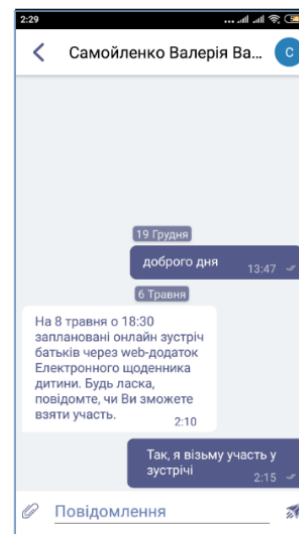 2:29
Самойленко Валерія Ва... С
19 Грудня
доброго дня
13:47
6 Травня
На 8 травня о 18:30
заплановані онлайн зустріч
батьків через web-додаток
Електронного щоденника
дитини. Будь ласка,
повідомте, чи Ви зможете
взяти участь.
2:10
Так, я візьму участь у
зустрічі
2:15
Повідомлення